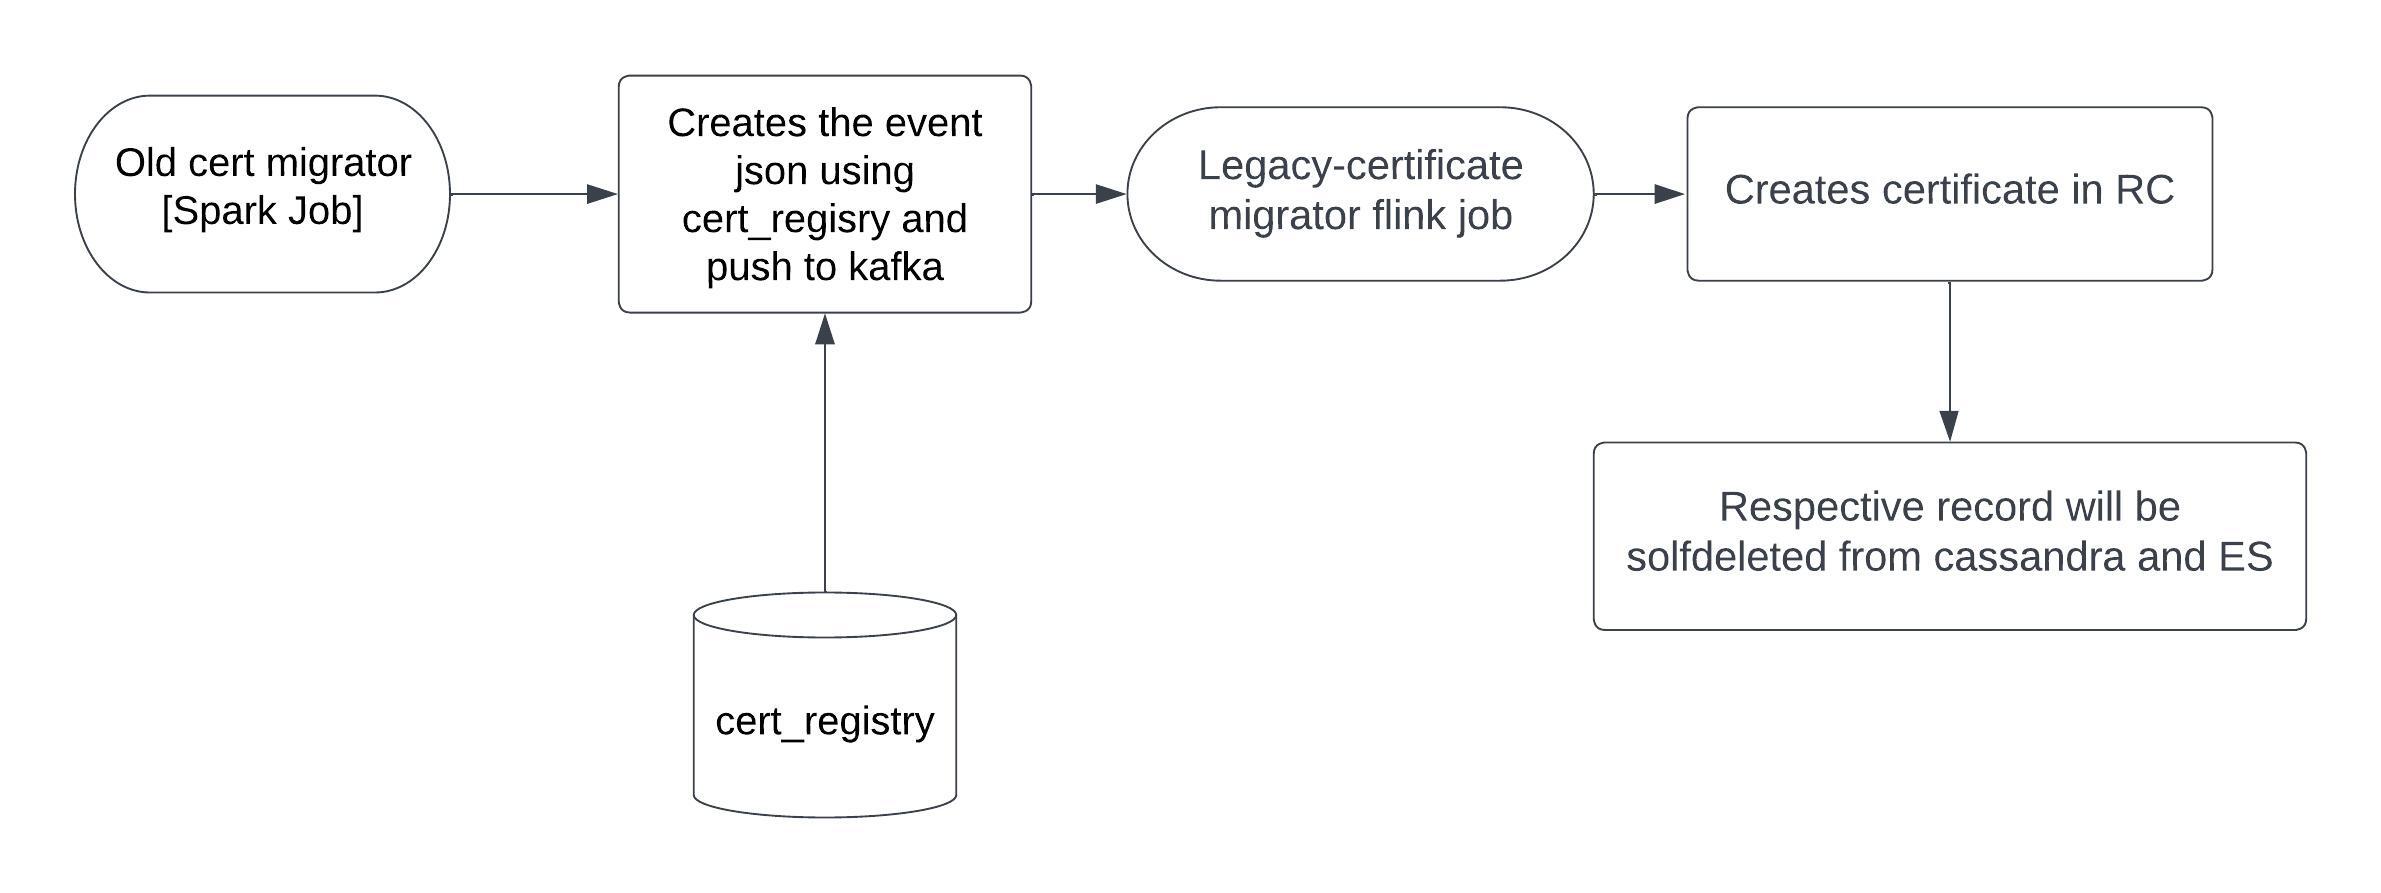 Old cert migrator
[Spark Job]
Creates the event
json using
cert_regisry and
push to kafka
Legacy-certificate
migrator flink job
Creates certificate in RC
Respective record will be
solfdeleted from cassandra and ES
cert_registry